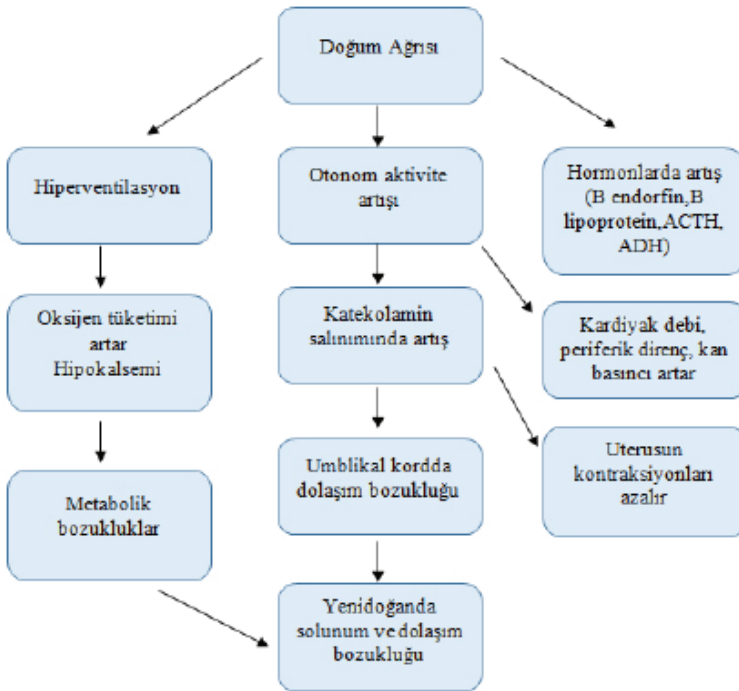 Doğum Ağrısı
Hiperventilasyon
Otonom aktivite
artışı
Hormonlarda artış
(B endorfin,B
lipoprotein,ACTH,
ADH)
Oksijen tüketimi
artar
Hipokalsemi
Katekolamin
salınımında artış
Kardiyak debi,
periferik direnç, kan
basıncı artar
Metabolik
bozukluklar
Umblikal kordda
dolaşım bozukluğu
Uterusun
kontraksiyonları
azalır
Yenidoğanda
solunum ve dolaşım
bozukluğu